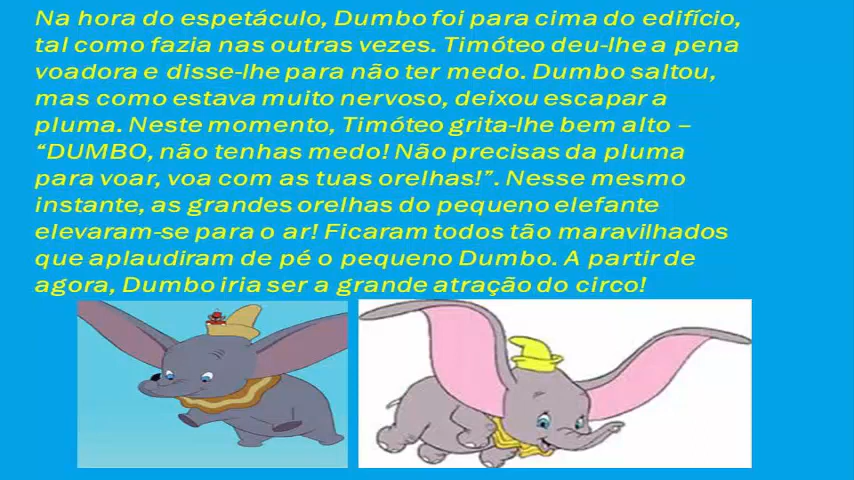 Na hora do espetáculo, Dumbo foi para cima do edifício,
tal como fazia nas outras vezes. Timóteo deu-lhe a pena
voadora e disse-lhe para não ter medo. Dumbo saltou,
mas como estava muito nervoso, deixou escapar a
pluma. Neste momento, Timóteo grita-lhe bem alto –
“DUMBO, não tenhas medo! Não precisas da pluma
para voar, voa com as tuas orelhas!”. Nesse mesmo
instante, as grandes orelhas do pequeno elefante
elevaram-se para o ar! Ficaram todos tão maravilhados
que aplaudiram de pé o pequeno Dumbo. A partir de
agora, Dumbo iria ser a grande atração do circo!